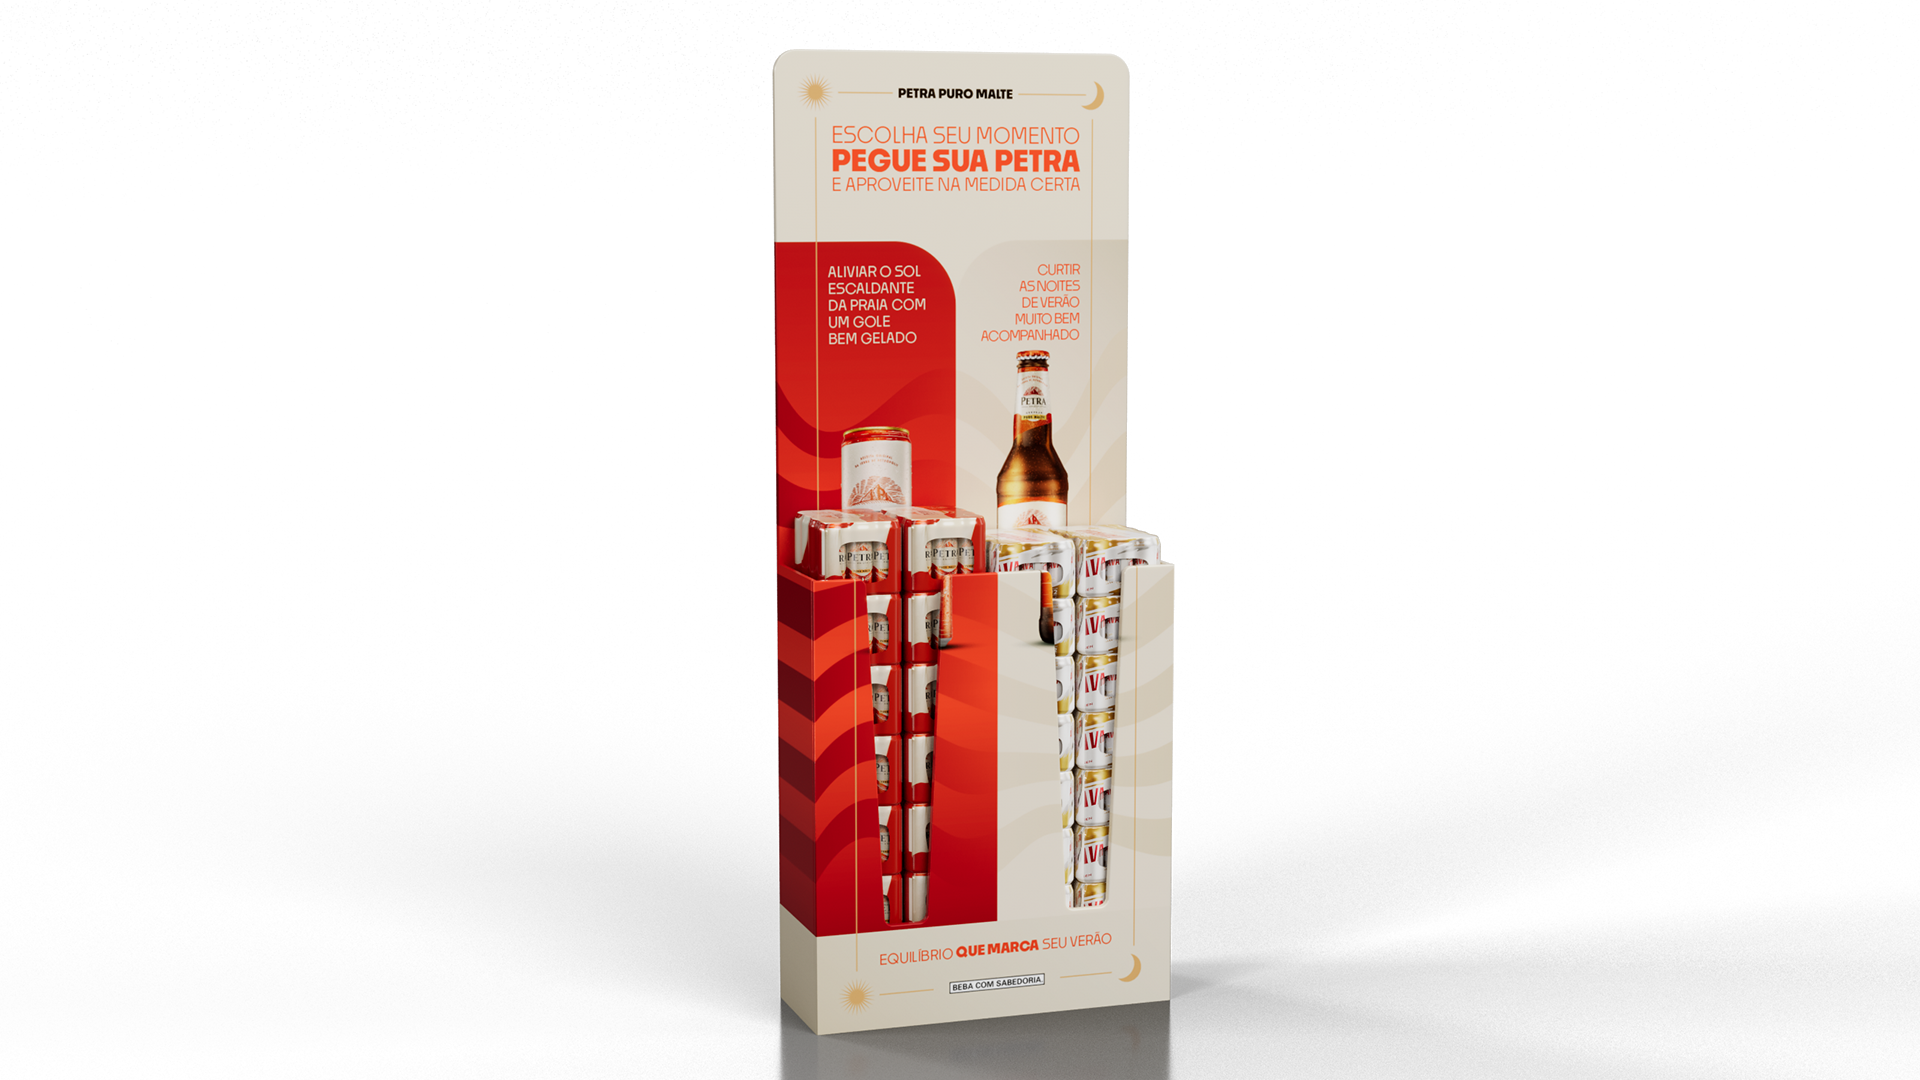 PETRA PURO MALTE
ESCOLHA SEU MOMENTO
PEGUE SUA PETRA
E APROVEITE NA MEDIDA CERTA
ALIVIAR O SOL
ESCALDANTE
DA PRAIA COM
UM GOLE
BEM GELADO
CURTIR
AS NOITES
DE VERÃO
MUITO BEM
ACOMPANHADO
PETRA
EQUILÍBRIO QUE MARCA SEU VERÃO
BEBA COM SABEDORIA.